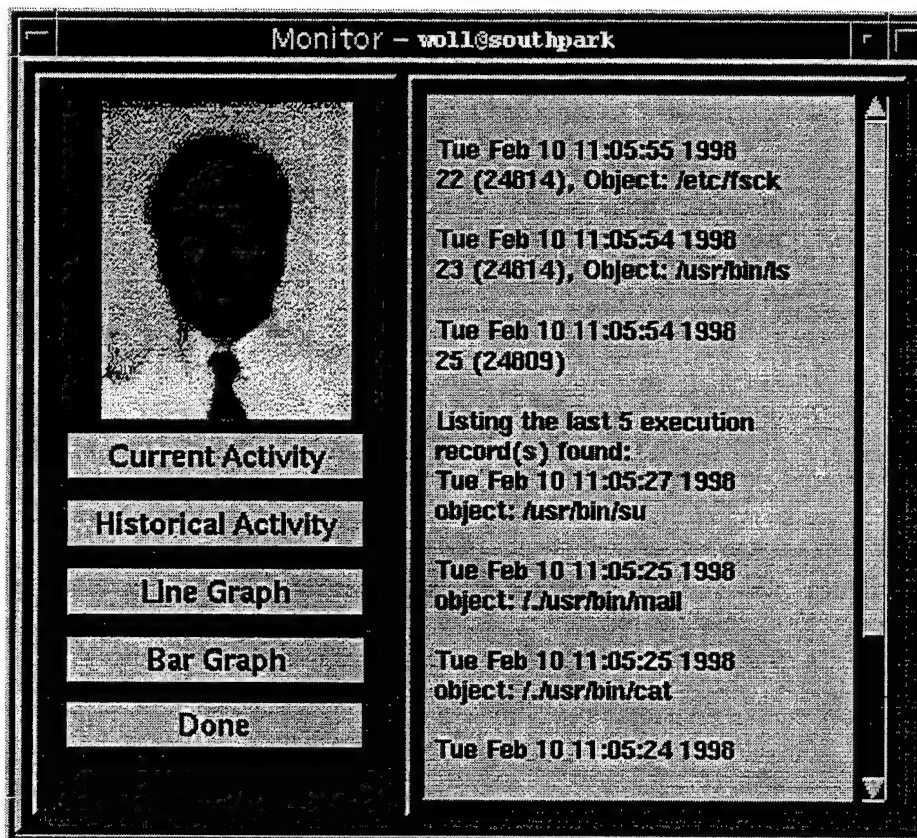 Monitor – woll@southpark
Current Activity
Historical Activity
Line Graph
Bar Graph
Done
Tue Feb 10 11:05:55 1998
22 (24814), Object: /etc/fsck
Tue Feb 10 11:05:54 1998
23 (24814), Object: /usr/bin/ls
Tue Feb 10 11:05:54 1998
25 (24809)
Listing the last 5 execution
record(s) found:
Tue Feb 10 11:05:27 1998
object: /usr/bin/su
Tue Feb 10 11:05:25 1998
object: /./usr/bin/mail
Tue Feb 10 11:05:25 1998
object: /./usr/bin/cat
Tue Feb 10 11:05:24 1998